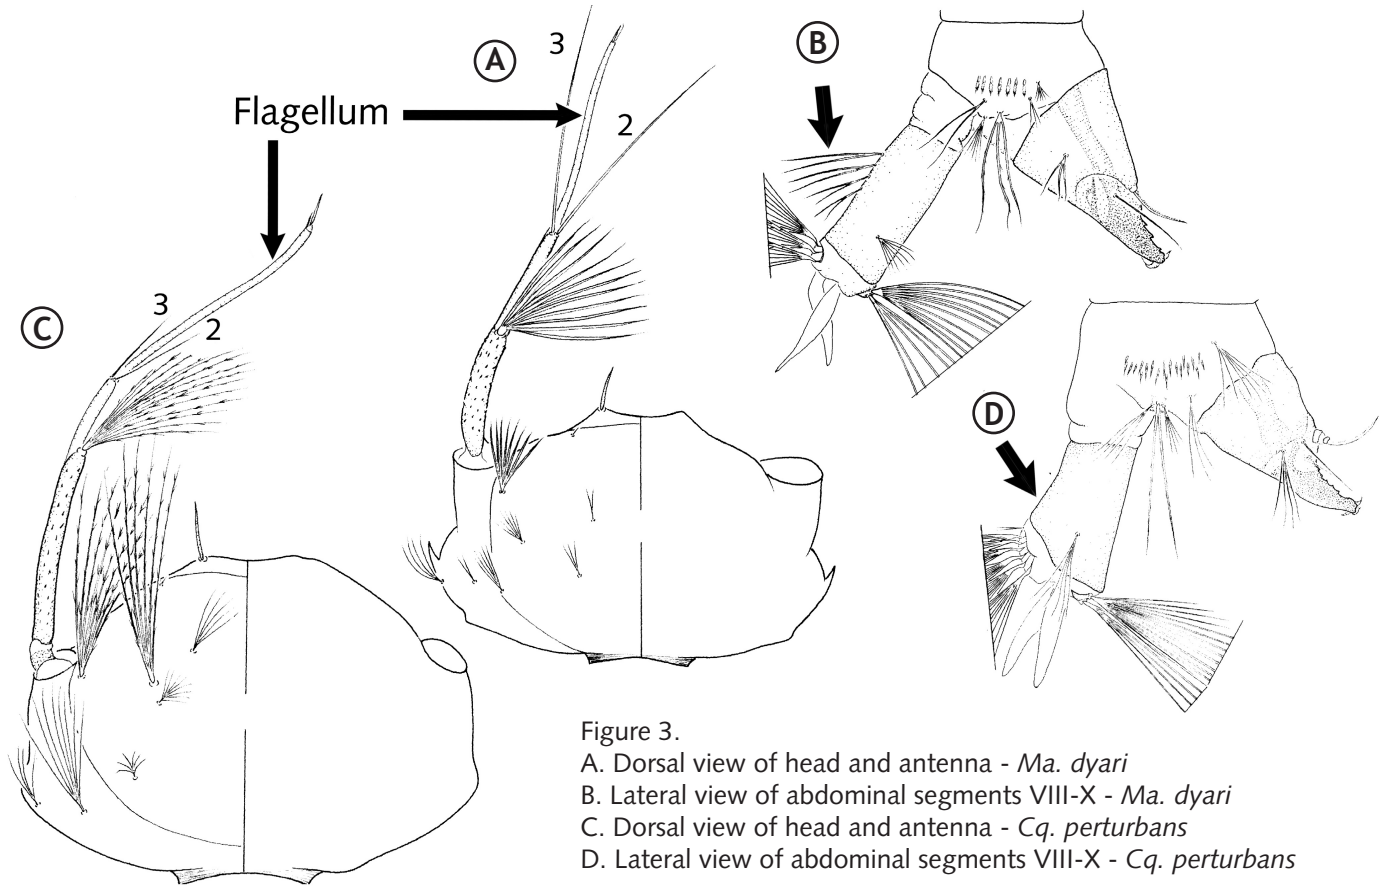 A
3
B
Flagellum
2
3
2
C
D
Figure 3.
A. Dorsal view of head and antenna - Ma. dyari
B. Lateral view of abdominal segments VIII-X - Ma. dyari
C. Dorsal view of head and antenna - Cq. perturbans
D. Lateral view of abdominal segments VIII-X - Cq. perturbans